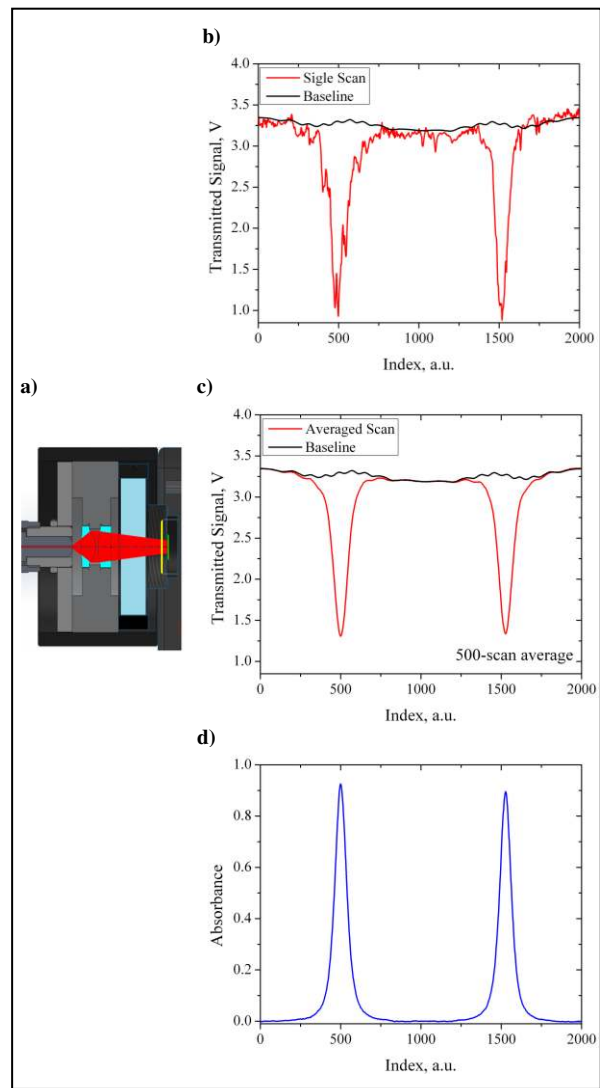 b)
4.0
3.5
3.0
2.5
2.0
1.5
1.0
Transmitted Signal, V
Sigle Scan
Baseline
0 500 1000 1500 2000
Index, a.u.
a)
c)
4.0
3.5
3.0
2.5
2.0
1.5
1.0
Transmitted Signal, V
Averaged Scan
Baseline
500-scan average
0 500 1000 1500 2000
Index, a.u.
d)
1.0
0.8
0.6
0.4
0.2
0.0
Absorbance
0 500 1000 1500 2000
Index, a.u.